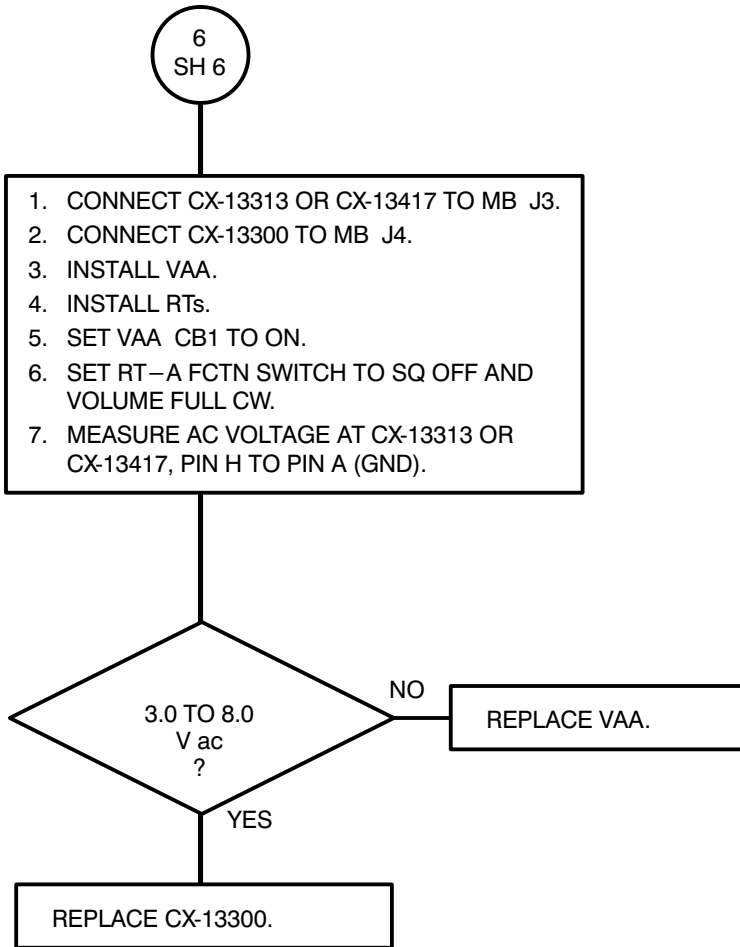 6
SH 6
1. CONNECT CX-13313 OR CX-13417 TO MB J3.
2. CONNECT CX-13300 TO MB J4.
3. INSTALL VAA.
4. INSTALL RTs.
5. SET VAA CB1 TO ON.
6. SET RT–A FCTN SWITCH TO SQ OFF AND
VOLUME FULL CW.
7. MEASURE AC VOLTAGE AT CX-13313 OR
CX-13417, PIN H TO PIN A (GND).
3.0 TO 8.0
V ac
?
NO
REPLACE VAA.
YES
REPLACE CX-13300.